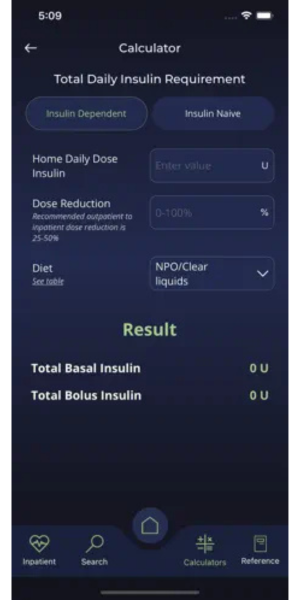 5:09
Calculator
Total Daily Insulin Requirement
Insulin Dependent
Insulin Naive
Home Daily Dose
Insulin
Enter value
U
Dose Reduction
Recommended outpatient to
inpatient dose reduction is
25-50%
0-100%
%
Diet
See table
NPO/Clear
liquids
Result
Total Basal Insulin
0 U
Total Bolus Insulin
0 U
Inpatient
Search
Calculators
Reference